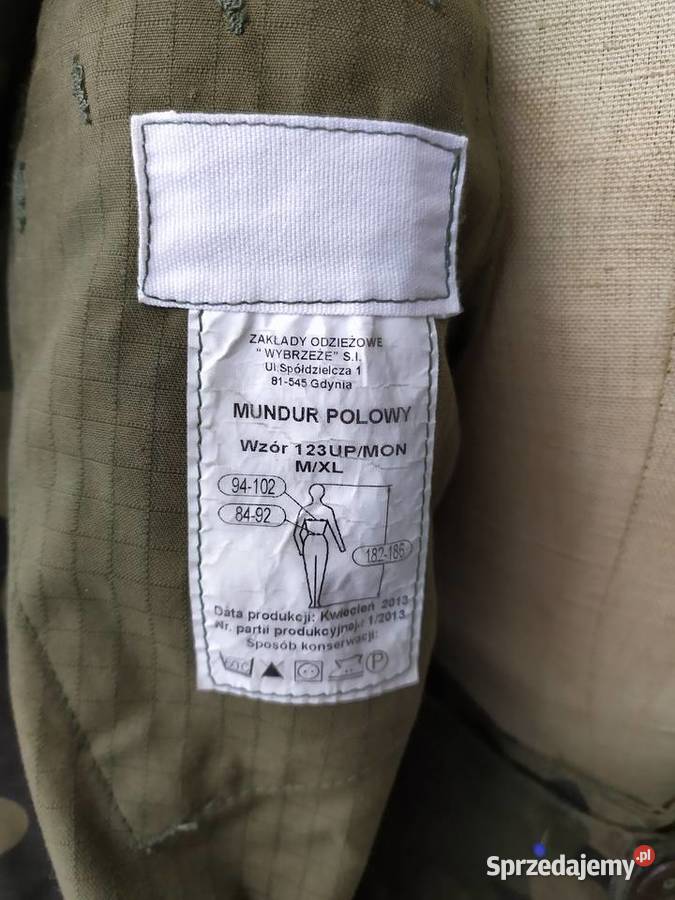 ZAKŁADY ODZIEŻOWE
"WYBRZEŻE" S.I.
Ul.Spółdzielcza 1
81-545 Gdynia
MUNDUR POLOWY
Wzór 123UP/MON
M/XL
94-102
84-92
182-186
Data produkcji: Kwiecień 2013
Nr. partii produkcyjnej: 1/2013
Sposób konserwacji:
P
Sprzedajemy.pl